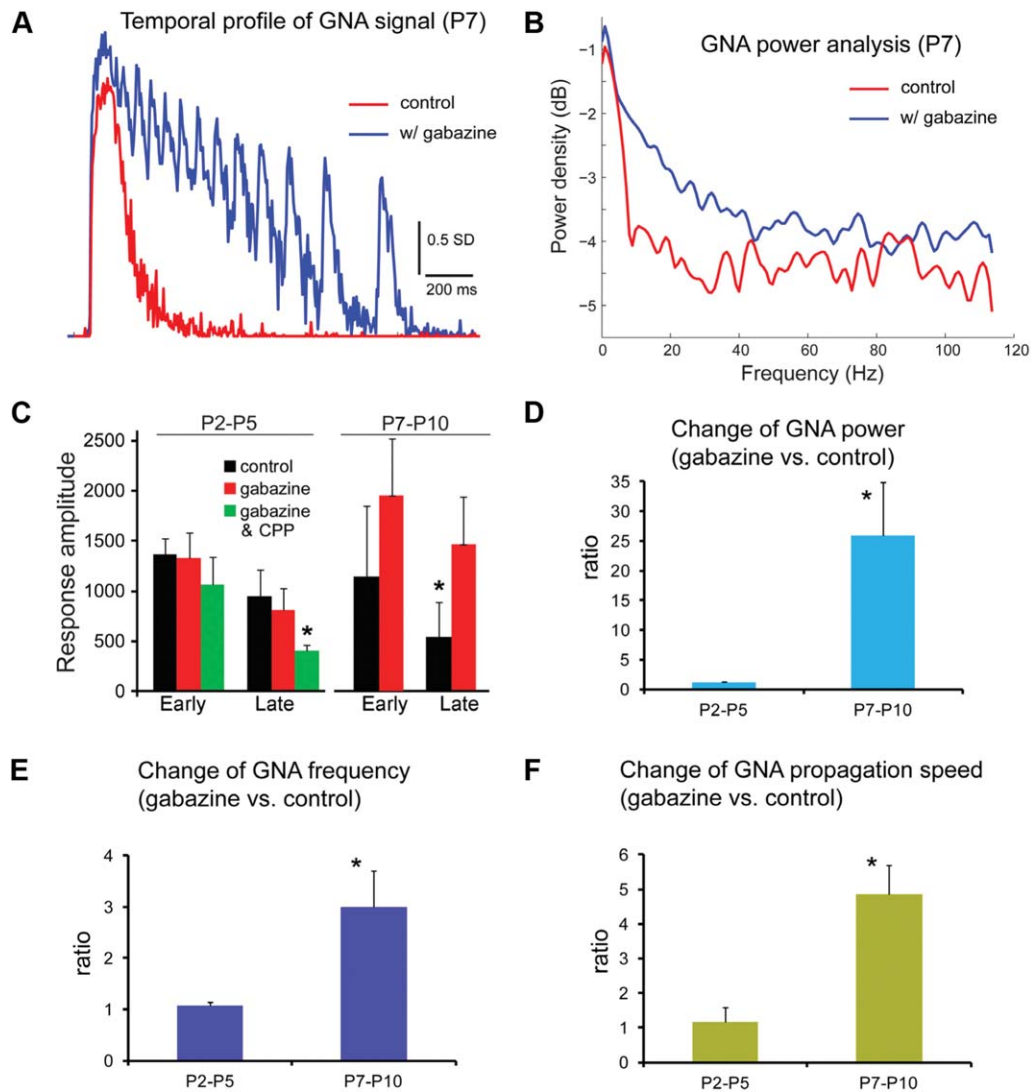 A
Temporal profile of GNA signal (P7)
control
w/ gabazine
0.5 SD
200 ms
B
GNA power analysis (P7)
control
w/ gabazine
Power density (dB)
−1
−2
−3
−4
−5
0
20
40
60
80
100
120
Frequency (Hz)
C
P2-P5
P7-P10
control
gabazine
gabazine
& CPP
Response amplitude
2500
2000
1500
1000
500
0
*
*
Early
Late
Early
Late
D
Change of GNA power
(gabazine vs. control)
ratio
35
30
25
20
15
10
5
0
*
P2-P5
P7-P10
E
Change of GNA frequency
(gabazine vs. control)
ratio
4
3
2
1
0
*
P2-P5
P7-P10
F
Change of GNA propagation speed
(gabazine vs. control)
ratio
6
5
4
3
2
1
0
*
P2-P5
P7-P10